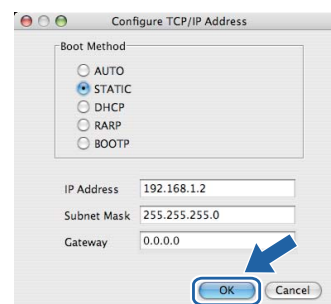 Configure TCP/IP Address
Boot Method
AUTO
STATIC
DHCP
RARP
BOOTP
IP Address 192.168.1.2
Subnet Mask 255.255.255.0
Gateway 0.0.0.0
OK Cancel